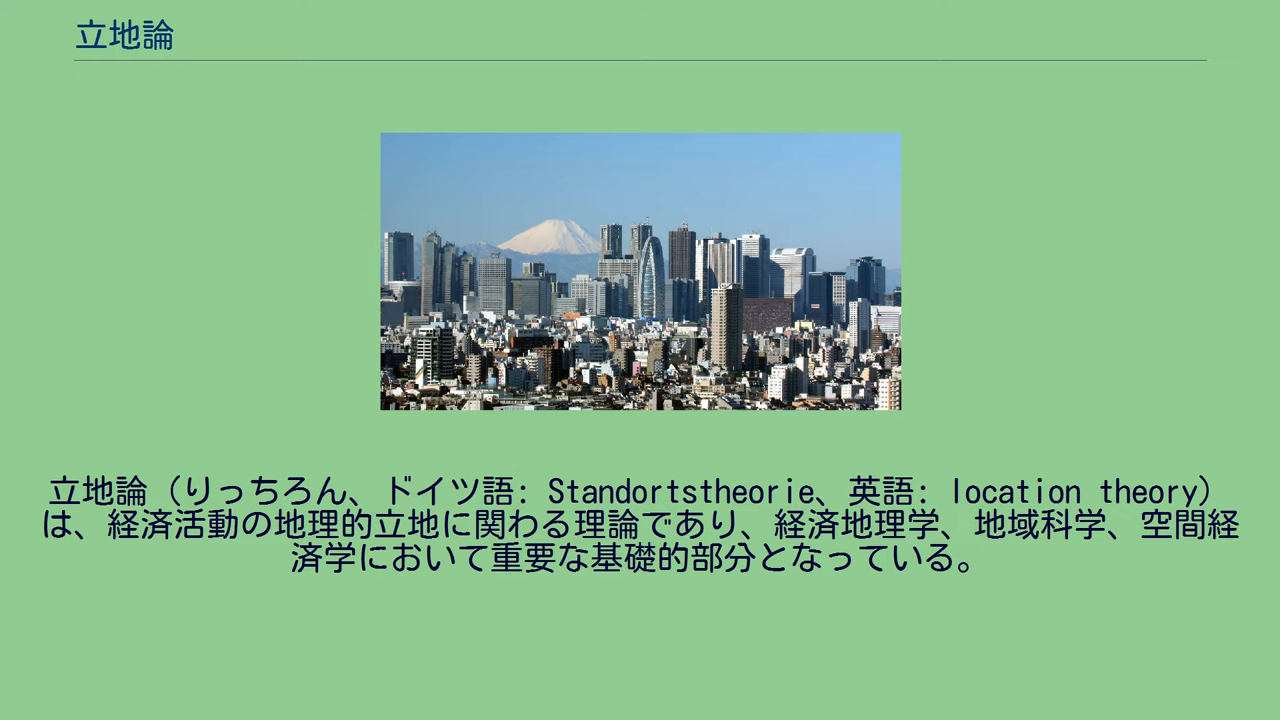 立地論
立地論（りっちろん、ドイツ語: Standortstheorie、英語: location theory）
は、経済活動の地理的立地に関わる理論であり、経済地理学、地域科学、空間経
済学において重要な基礎的部分となっている。